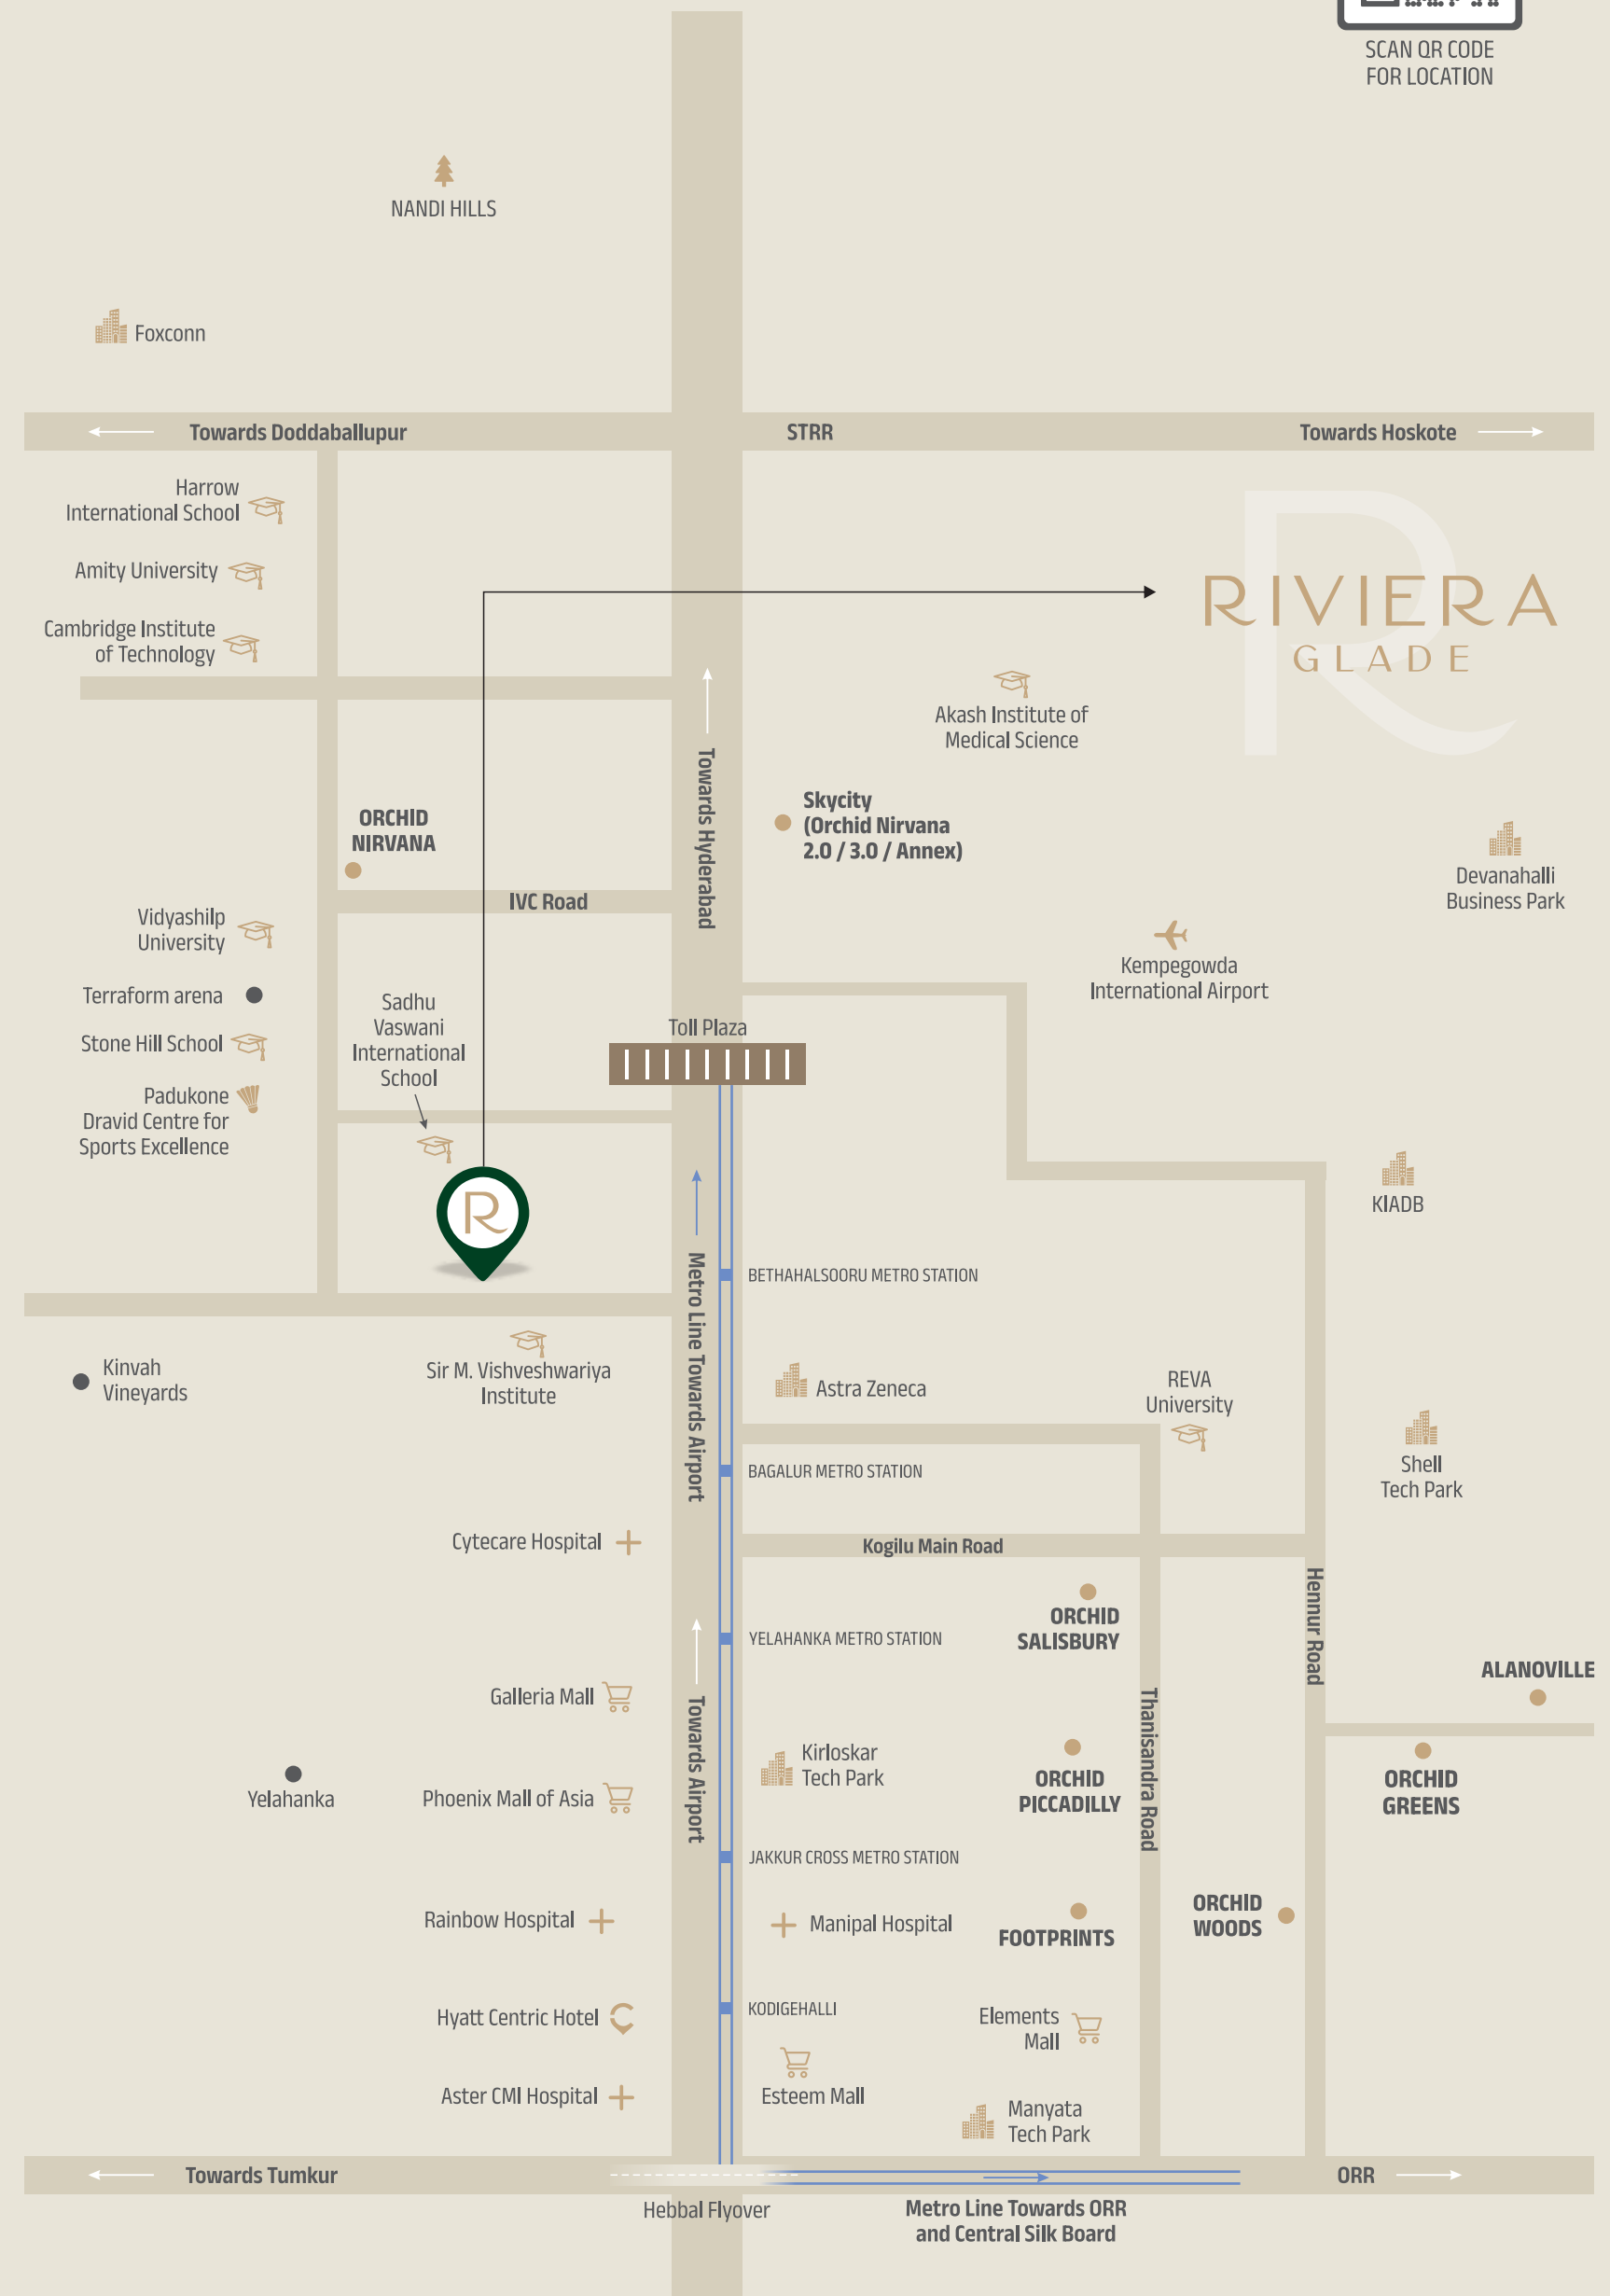 SCAN QR CODE
FOR LOCATION
NANDI HILLS
Foxconn
Towards Doddaballupur
STRR
Towards Hoskote
Harrow
International School
Amity University
Cambridge Institute
of Technology
RIVIERA
GLADE
Akash Institute of
Medical Science
Towards Hyderabad
Skycity
(Orchid Nirvana
2.0 / 3.0 / Annex)
ORCHID
NIRVANA
Devanahalli
Business Park
IVC Road
Vidyashilp
University
Kempegowda
International Airport
Terraform arena
Sadhu
Vaswani
International
School
Toll Plaza
Stone Hill School
Padukone
Dravid Centre for
Sports Excellence
KIADB
R
Metro Line Towards Airport
BETHAHALSOORU METRO STATION
Kinvah
Vineyards
Sir M. Vishveshwariya
Institute
Astra Zeneca
REVA
University
Shell
Tech Park
BAGALUR METRO STATION
Cytecare Hospital
Kogilu Main Road
Hennur Road
ORCHID
SALISBURY
YELAHANKA METRO STATION
ALANOVILLE
Galleria Mall
Towards Airport
Thanisandra Road
Kirloskar
Tech Park
ORCHID
PICCADILLY
ORCHID
GREENS
Yelahanka
Phoenix Mall of Asia
JAKKUR CROSS METRO STATION
Rainbow Hospital
Manipal Hospital
FOOTPRINTS
ORCHID
WOODS
Hyatt Centric Hotel
KODIGEHALLI
Elements
Mall
Aster CMI Hospital
Esteem Mall
Manyata
Tech Park
Towards Tumkur
ORR
Hebbal Flyover
Metro Line Towards ORR
and Central Silk Board